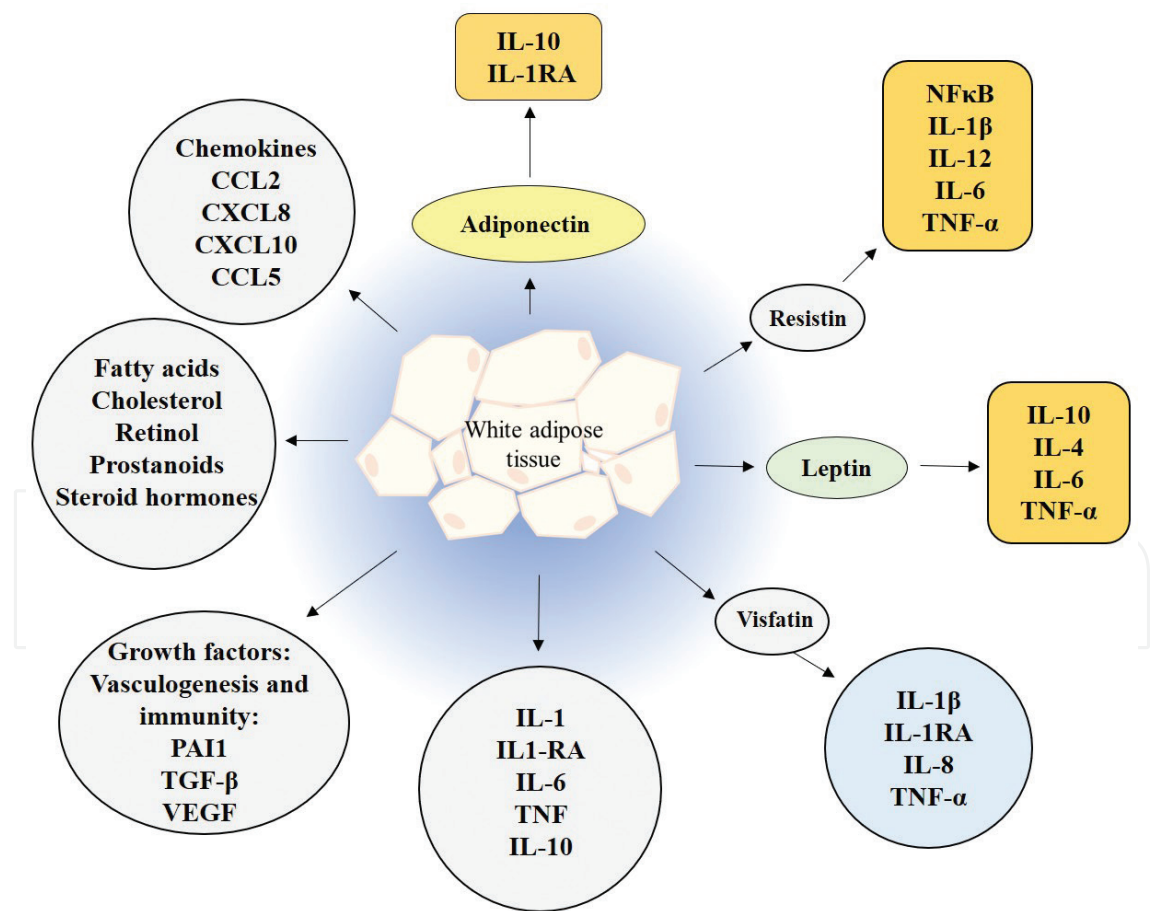 IL-10
IL-1RA
NFκB
IL-1β
IL-12
IL-6
TNF-α
Chemokines
CCL2
CXCL8
CXCL10
CCL5
Adiponectin
Resistin
Fatty acids
Cholesterol
Retinol
Prostanoids
Steroid hormones
White adipose
tissue
Leptin
IL-10
IL-4
IL-6
TNF-α
Visfatin
Growth factors:
Vasculogenesis and
immunity:
PAI1
TGF-β
VEGF
IL-1
IL1-RA
IL-6
TNF
IL-10
IL-1β
IL-1RA
IL-8
TNF-α